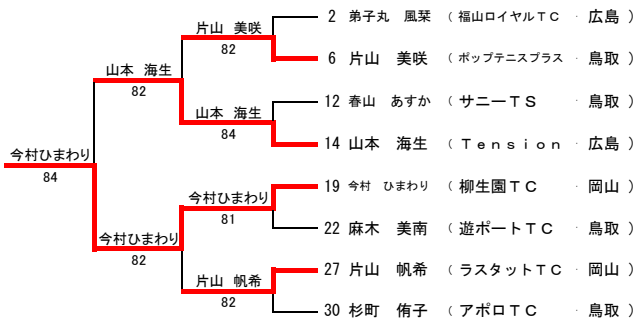 2 弟子丸 風栞 ( 福山ロイヤルTC · 広島 )
片山 美咲
82
6 片山 美咲 ( ポップテニスプラス · 鳥取 )
山本 海生
82
12 春山 あすか ( サニーTS · 鳥取 )
山本 海生
84
14 山本 海生 ( Tension · 広島 )
今村ひまわり
84
19 今村 ひまわり ( 柳生園TC · 岡山 )
今村ひまわり
81
22 麻木 美南 ( 遊ポートTC · 鳥取 )
今村ひまわり
82
27 片山 帆希 ( ラスタットTC · 岡山 )
片山 帆希
82
30 杉町 侑子 ( アポロTC · 鳥取 )